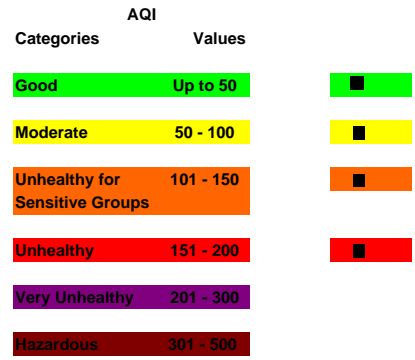 AQI
Categories Values
Good Up to 50
Moderate 50 - 100
Unhealthy for 101 - 150
Sensitive Groups
Unhealthy 151 - 200
Very Unhealthy 201 - 300
Hazardous 301 - 500